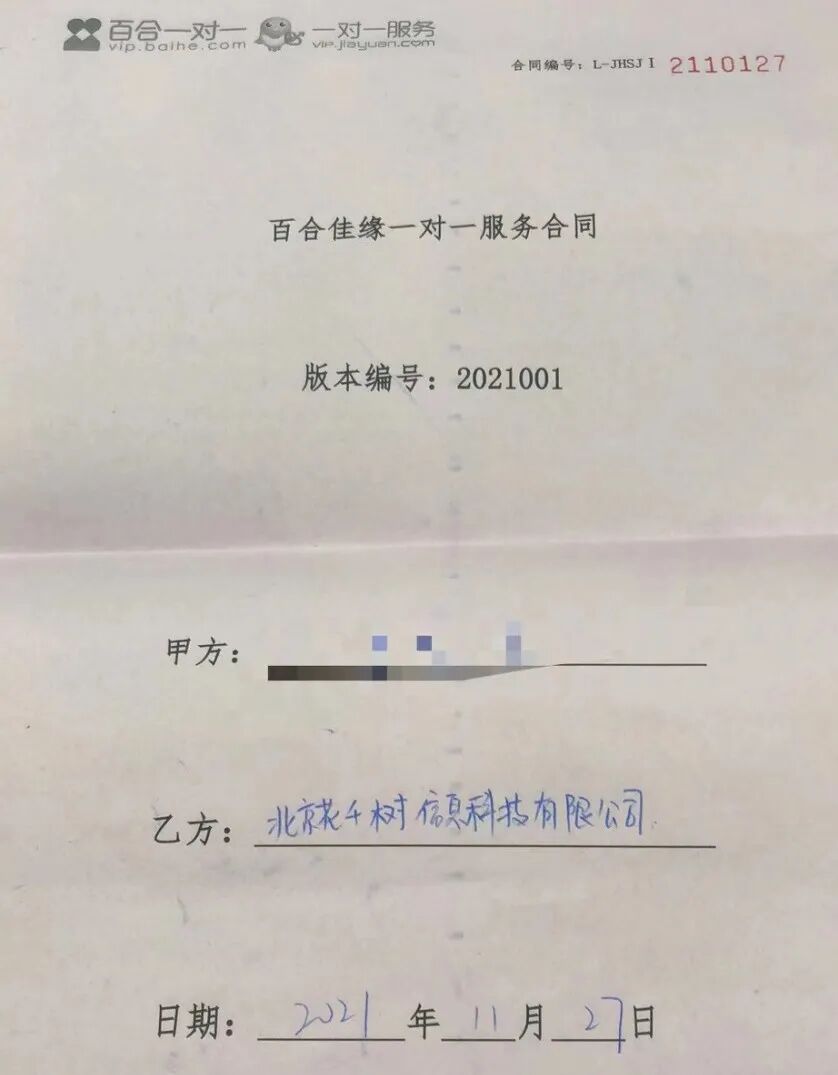 百合一对一 一对一服务
vip.baihe.com vip.jiayuan.com
合同编号：L-JHSJⅠ 2110127
百合佳缘一对一服务合同
版本编号：2021001
甲方：
乙方：北京花千树信息科技有限公司
日期：2021年11月27日